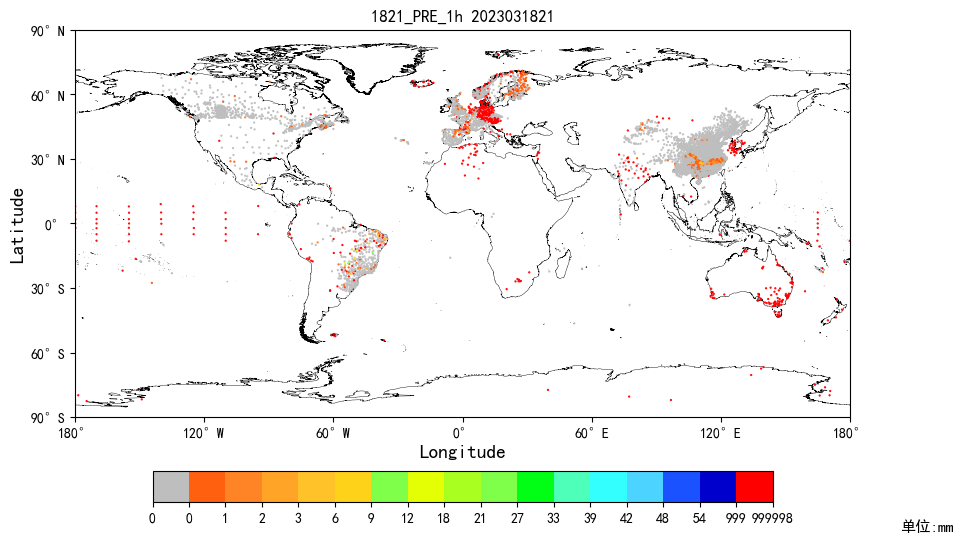 1821_PRE_1h 2023031821
90° N
60° N
30° N
0°
30° S
60° S
90° S
Latitude
180° 120° W 60° W 0° 60° E 120° E 180°
Longitude
0 0 1 2 3 6 9 12 18 21 27 33 39 42 48 54 999 999998
单位:mm